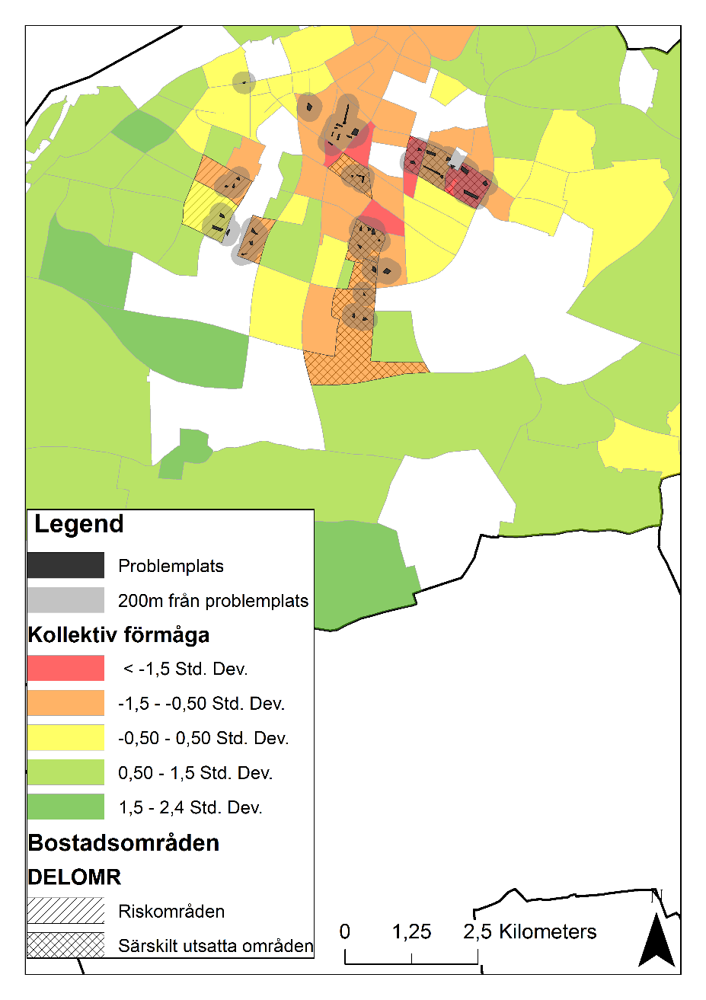 Legend
Problemplats
200m från problemplats
Kollektiv förmåga
< -1,5 Std. Dev.
-1,5 - -0,50 Std. Dev.
-0,50 - 0,50 Std. Dev.
0,50 - 1,5 Std. Dev.
1,5 - 2,4 Std. Dev.
Bostadsområden
DELOMR
Riskområden
Särskilt utsatta områden
N
0 1,25 2,5 Kilometers